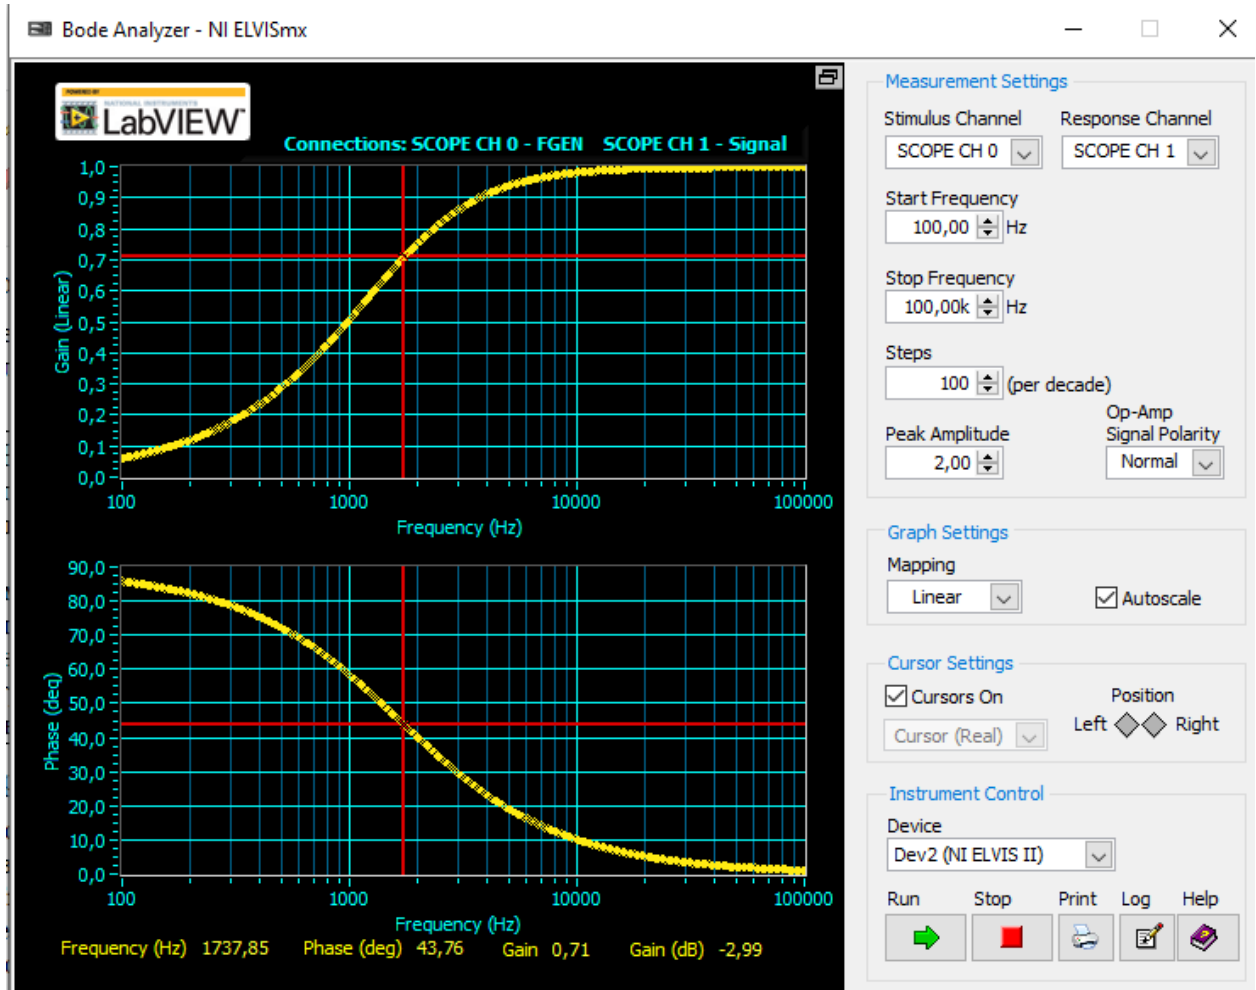 Bode Analyzer - NI ELVISmx
POWERED BY
NATIONAL INSTRUMENTS
LabVIEW™
Connections: SCOPE CH 0 - FGEN SCOPE CH 1 - Signal
1,0
0,9
0,8
0,7
0,6
0,5
0,4
0,3
0,2
0,1
0,0
Gain (Linear)
100 1000 10000 100000
Frequency (Hz)
90,0
80,0
70,0
60,0
50,0
40,0
30,0
20,0
10,0
0,0
Phase (deg)
100 1000 10000 100000
Frequency (Hz)
Frequency (Hz) 1737,85 Phase (deg) 43,76 Gain 0,71 Gain (dB) -2,99
Measurement Settings
Stimulus Channel Response Channel
SCOPE CH 0 SCOPE CH 1
Start Frequency
100,00 Hz
Stop Frequency
100,00k Hz
Steps
100 (per decade)
Op-Amp
Peak Amplitude Signal Polarity
2,00 Normal
Graph Settings
Mapping
Linear Autoscale
Cursor Settings
Cursors On Position
Cursor (Real) Left Right
Instrument Control
Device
Dev2 (NI ELVIS II)
Run Stop Print Log Help